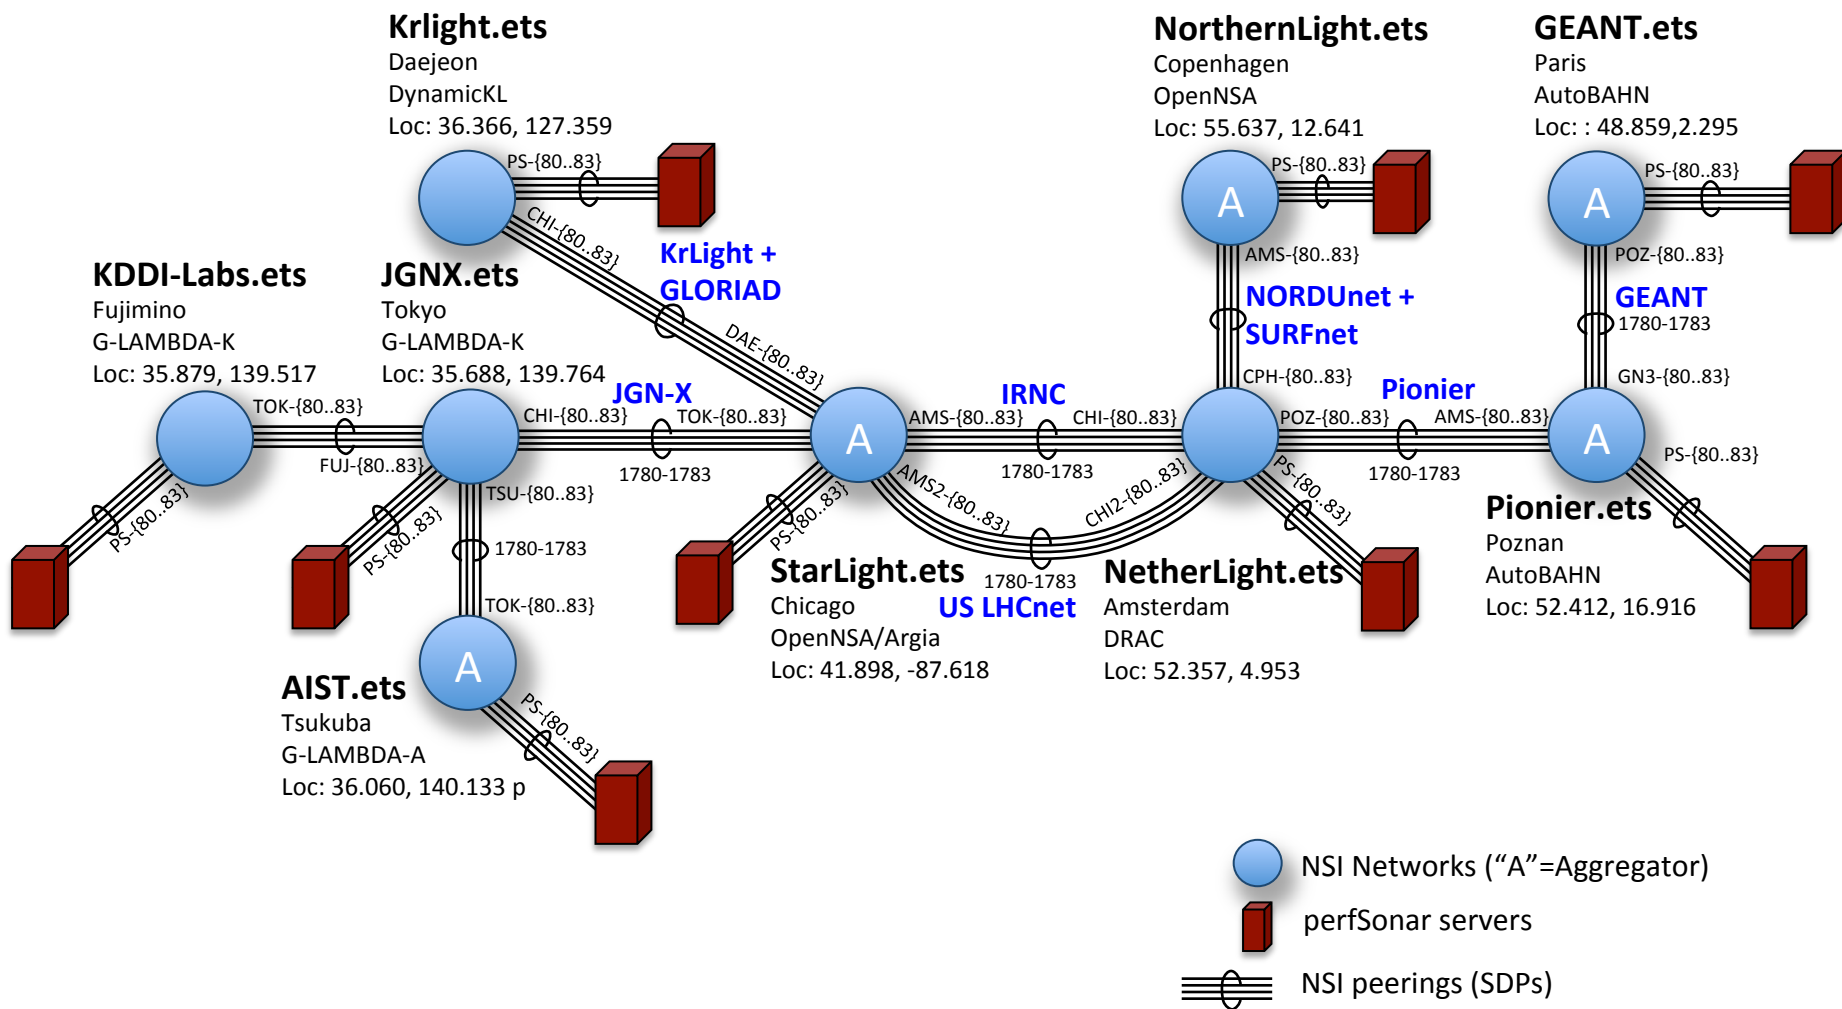 Krlight.ets
Daejeon
DynamicKL
Loc: 36.366, 127.359
NorthernLight.ets
Copenhagen
OpenNSA
Loc: 55.637, 12.641
GEANT.ets
Paris
AutoBAHN
Loc: : 48.859,2.295
PS-{80..83}
PS-{80..83}
PS-{80..83}
A
A
CHI-{80..83}
KrLight +
GLORIAD
DAE-{80..83}
AMS-{80..83}
NORDUnet +
SURFnet
CPH-{80..83}
POZ-{80..83}
GEANT
1780-1783
GN3-{80..83}
KDDI-Labs.ets
Fujimino
G-LAMBDA-K
Loc: 35.879, 139.517
JGNX.ets
Tokyo
G-LAMBDA-K
Loc: 35.688, 139.764
TOK-{80..83}
FUJ-{80..83}
CHI-{80..83}
JGN-X
TOK-{80..83}
1780-1783
A
AMS-{80..83}
IRNC
CHI-{80..83}
1780-1783
POZ-{80..83}
Pionier
AMS-{80..83}
1780-1783
A
PS-{80..83}
PS-{80..83}
PS-{80..83}
TSU-{80..83}
1780-1783
TOK-{80..83}
PS-{80..83}
AMS2-{80..83}
CHI2-{80..83}
1780-1783
US LHCnet
PS-{80..83}
PS-{80..83}
StarLight.ets
Chicago
OpenNSA/Argia
Loc: 41.898, -87.618
NetherLight.ets
Amsterdam
DRAC
Loc: 52.357, 4.953
Pionier.ets
Poznan
AutoBAHN
Loc: 52.412, 16.916
A
AIST.ets
Tsukuba
G-LAMBDA-A
Loc: 36.060, 140.133 p
PS-{80..83}
NSI Networks (“A”=Aggregator)
perfSonar servers
NSI peerings (SDPs)